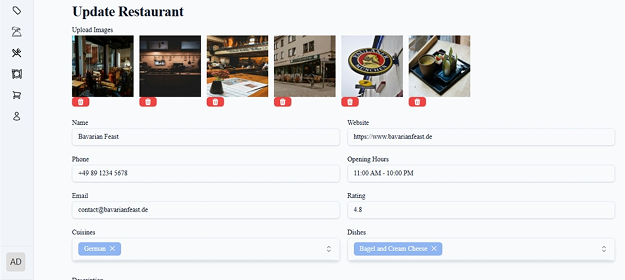 Update Restaurant
Upload Images
Name
Website
Bavarian Feast
https://www.bavarianfeast.de
Phone
Opening Hours
+49 89 1234 5678
11:00 AM - 10:00 PM
Email
Rating
contact@bavarianfeast.de
4.8
Cuisines
Dishes
German
Bagel and Cream Cheese
AD